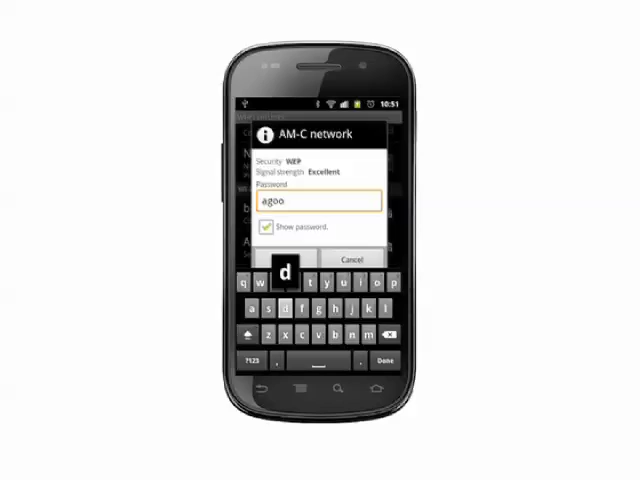 10:51
AM-C network
Security WEP
Signal strength Excellent
Password
agoo
Show password.
Cancel
d
q w t y u i o p
a s d f g h j k l
z x c v b n m
?123 , . Done